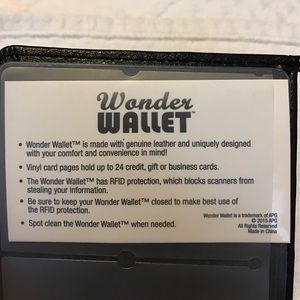 Wonder
WALLET™
• Wonder Wallet™ is made with genuine leather and uniquely designed
with your comfort and convenience in mind!
• Vinyl card pages hold up to 24 credit, gift or business cards.
• The Wonder Wallet™ has RFID protection, which blocks scanners from
stealing your information.
• Be sure to keep your Wonder Wallet™ closed to make best use of
the RFID protection.
• Spot clean the Wonder Wallet™ when needed.
Wonder Wallet is a trademark of APG
© 2015 APG
All Rights Reserved
Made in China